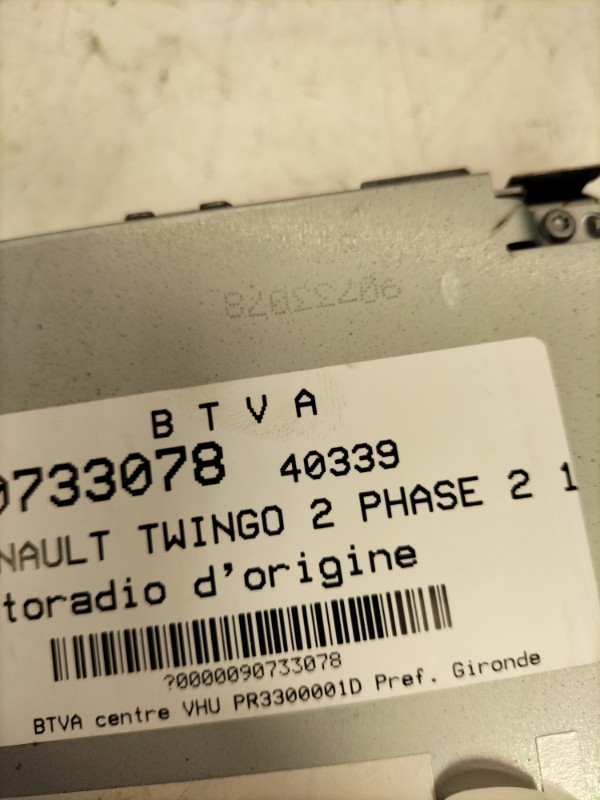 90733078
B T V A
0733078 40339
NAULT TWINGO 2 PHASE 2 1
toradio d'origine
?0000090733078
BTVA centre VHU PR3300001D Pref. Gironde